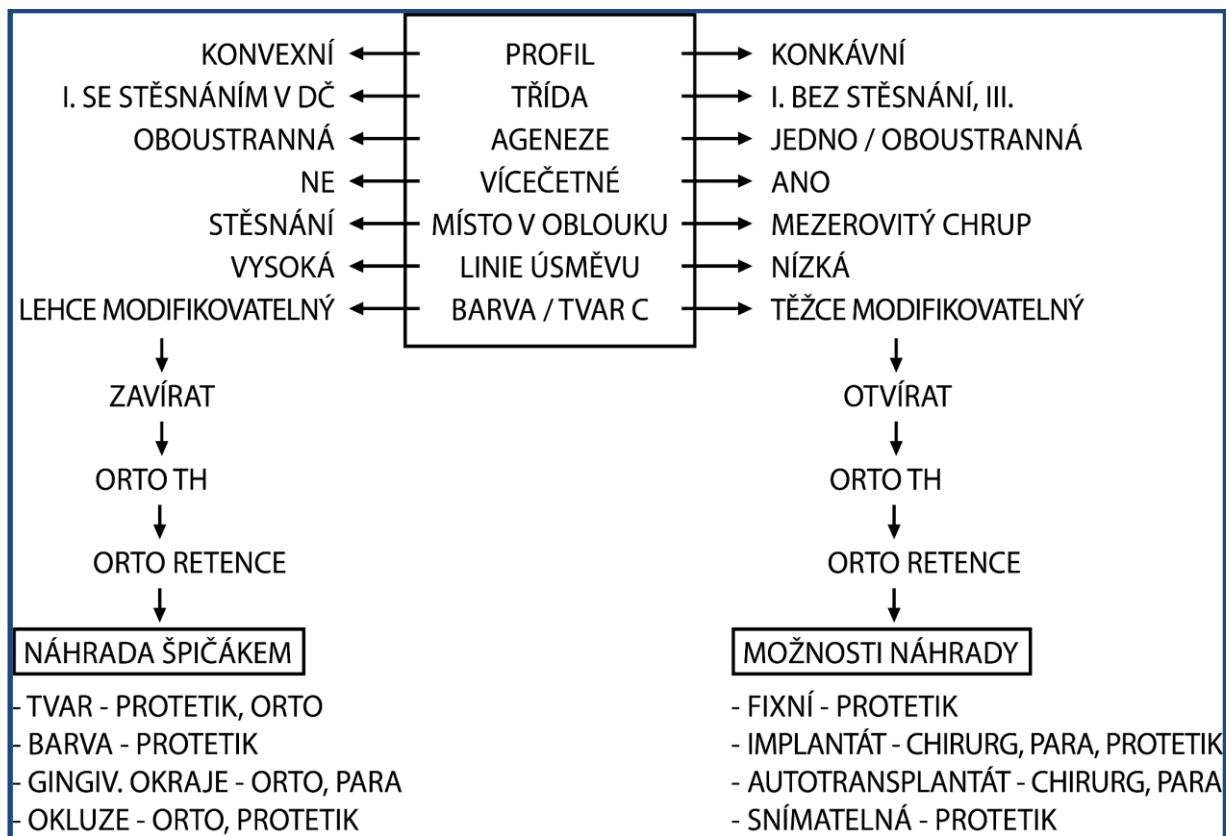 KONVEXNÍ PROFIL KONKÁVNÍ
I. SE STĚSNÁNÍM V DČ TŘÍDA I. BEZ STĚSNÁNÍ, III.
OBOUSTRANNÁ AGENEZE JEDNO / OBOUSTRANNÁ
NE VÍCEČETNÉ ANO
STĚSNÁNÍ MÍSTO V OBLOUKU MEZEROVITÝ CHRUP
VYSOKÁ LINIE ÚSMĚVU NÍZKÁ
LEHCE MODIFIKOVATELNÝ BARVA / TVAR C TĚŽCE MODIFIKOVATELNÝ
ZAVÍRAT OTVÍRAT
ORTO TH ORTO TH
ORTO RETENCE ORTO RETENCE
NÁHRADA ŠPIČÁKEM MOŽNOSTI NÁHRADY
- TVAR - PROTETIK, ORTO - FIXNÍ - PROTETIK
- BARVA - PROTETIK - IMPLANTÁT - CHIRURG, PARA, PROTETIK
- GINGIV. OKRAJE - ORTO, PARA - AUTOTRANSPLANTÁT - CHIRURG, PARA
- OKLUZE - ORTO, PROTETIK - SNÍMATELNÁ - PROTETIK